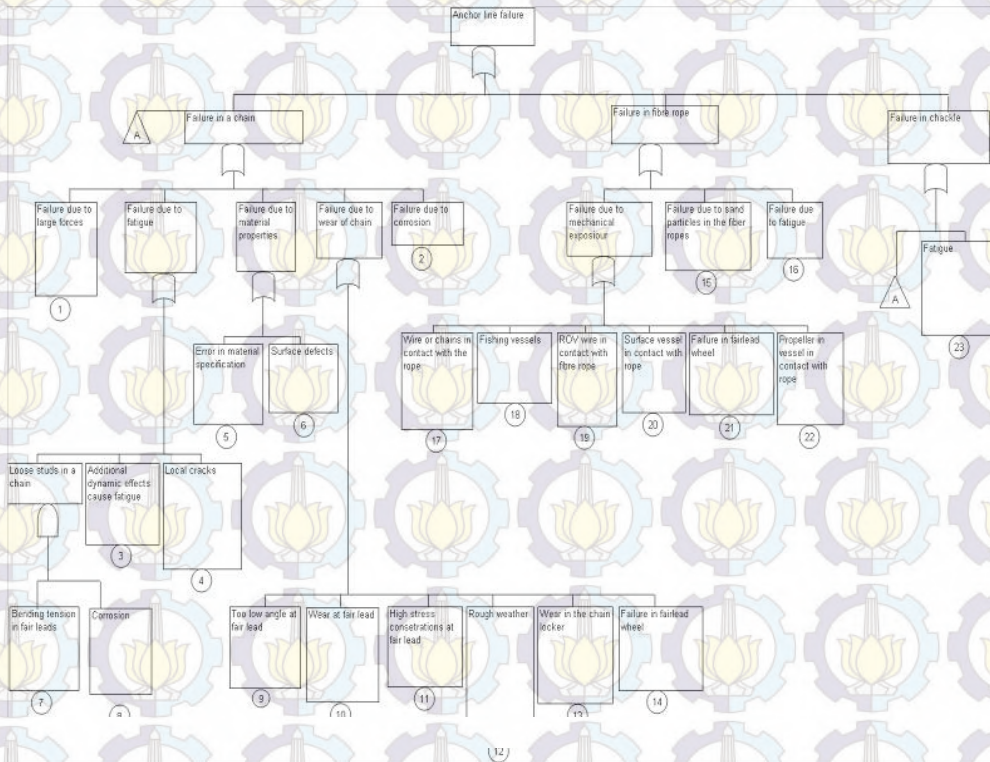 Anchor line failure
A
Failure in a chain
Failure in fibre rope
Failure in chackle
Failure due to
large forces
1
Failure due to
fatigue
Failure due to
material
properties
Failure due to
wear of chain
Failure due to
corrosion
2
Failure due to
mechanical
exposiour
Failure due to sand
particles in the fiber
ropes
15
Failure due
to fatigue
16
A
Fatigue
23
Error in material
specification
5
Surface defects
6
Wire or chains in
contact with the
rope
17
Fishing vessels
18
ROV wire in
contact with
fibre rope
19
Surface vessel
in contact with
rope
20
Failure in fairlead
wheel
21
Propeller in
vessel in
contact with
rope
22
Loose studs in a
chain
Additional
dynamic effects
cause fatigue
3
Local cracks
4
Bending tension
in fair leads
7
Corrosion
8
Too low angle at
fair lead
9
Wear at fair lead
10
High stress
consetrations at
fair lead
11
Rough weather
12
Wear in the chain
locker
13
Failure in fairlead
wheel
14